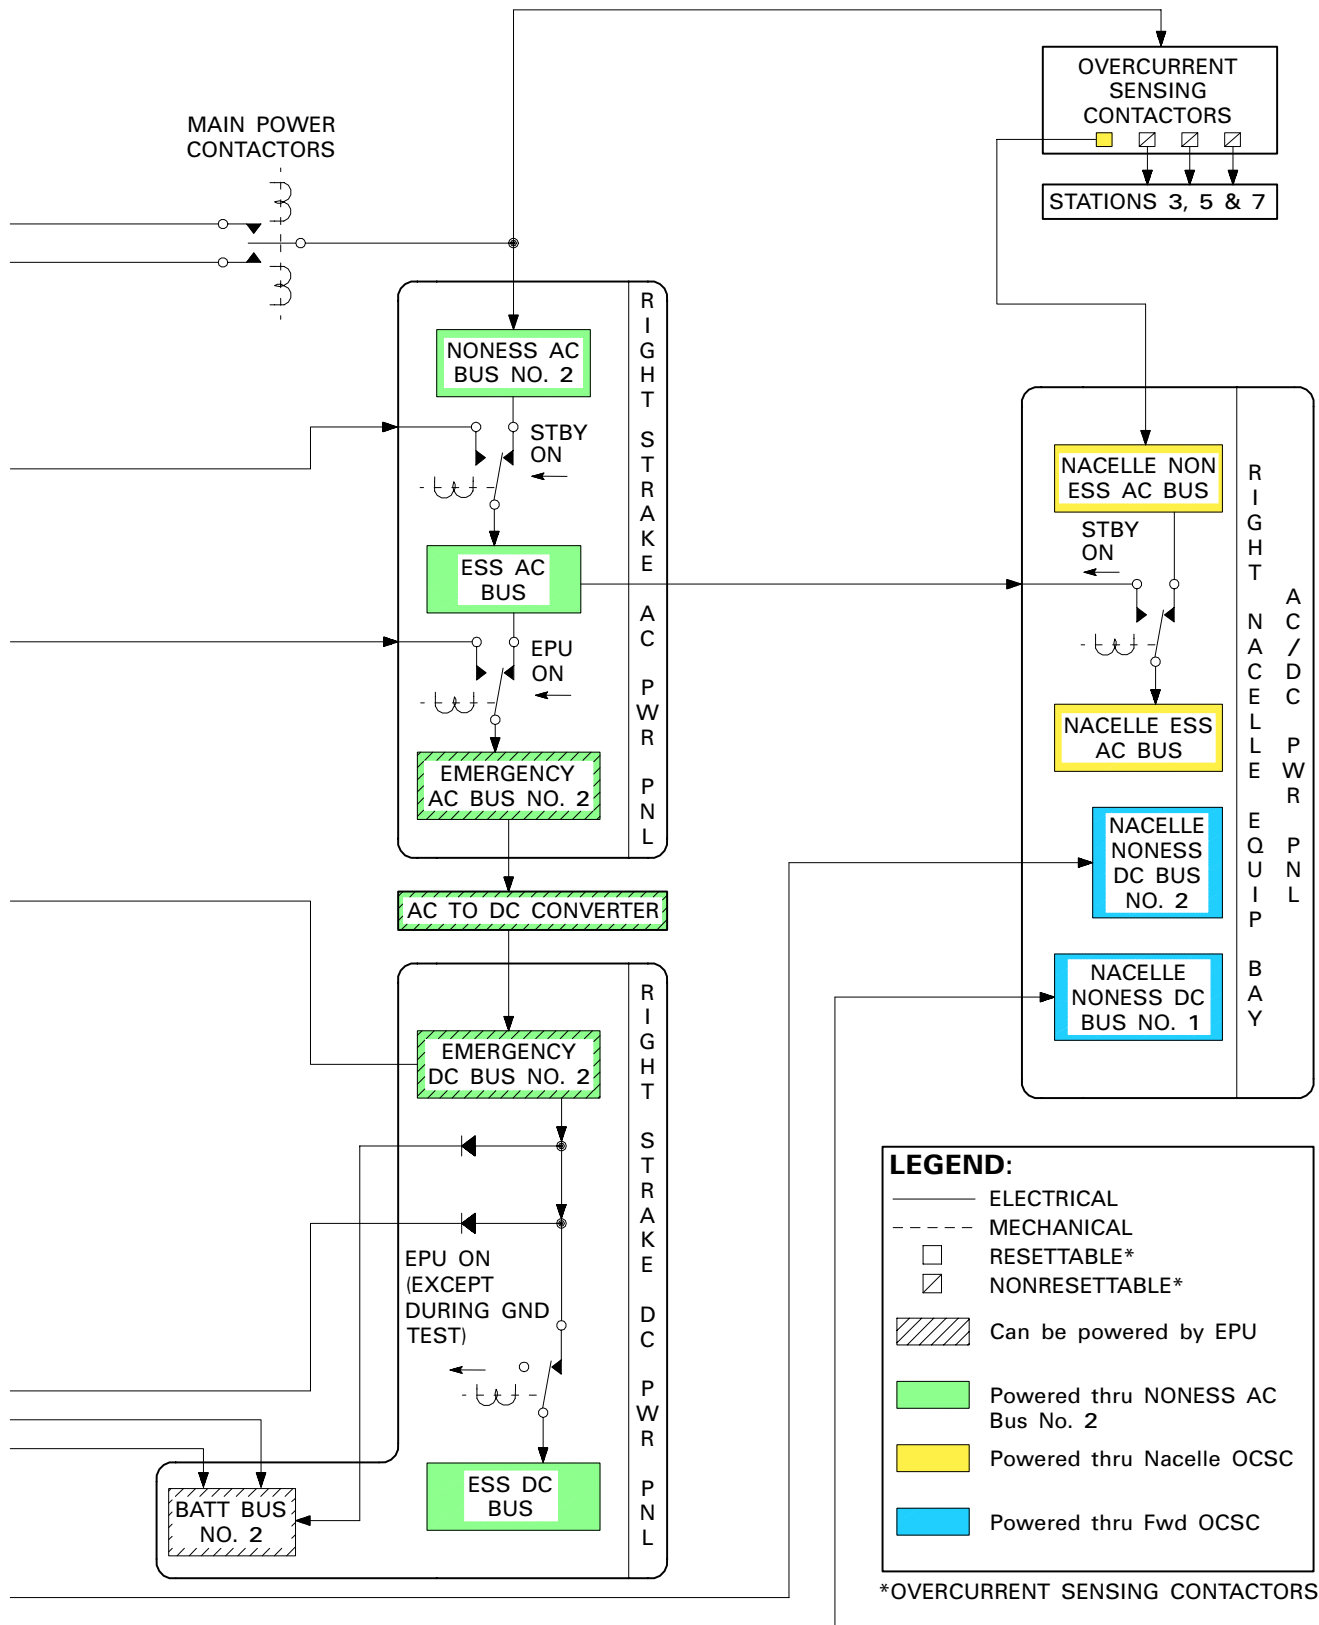 OVERCURRENT
SENSING
CONTACTORS
STATIONS 3, 5 & 7
MAIN POWER
CONTACTORS
NONESS AC
BUS NO. 2
STBY
ON
ESS AC
BUS
EPU
ON
EMERGENCY
AC BUS NO. 2
RIGHT STRAKE AC PWR PNL
AC TO DC CONVERTER
EMERGENCY
DC BUS NO. 2
EPU ON
(EXCEPT
DURING GND
TEST)
ESS DC
BUS
BATT BUS
NO. 2
RIGHT STRAKE DC PWR PNL
NACELLE NON
ESS AC BUS
STBY
ON
NACELLE ESS
AC BUS
NACELLE
NONESS
DC BUS
NO. 2
NACELLE
NONESS DC
BUS NO. 1
RIGHT NACELLE EQUIP BAY
AC/DC PWR PNL
LEGEND:
ELECTRICAL
MECHANICAL
RESETTABLE*
NONRESETTABLE*
Can be powered by EPU
Powered thru NONESS AC
Bus No. 2
Powered thru Nacelle OCSC
Powered thru Fwd OCSC
*OVERCURRENT SENSING CONTACTORS